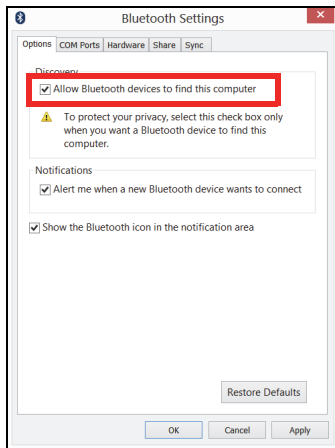 Bluetooth Settings
Options COM Ports Hardware Share Sync
Discovery
Allow Bluetooth devices to find this computer
To protect your privacy, select this check box only
when you want a Bluetooth device to find this
computer.
Notifications
Alert me when a new Bluetooth device wants to connect
Show the Bluetooth icon in the notification area
Restore Defaults
OK Cancel Apply